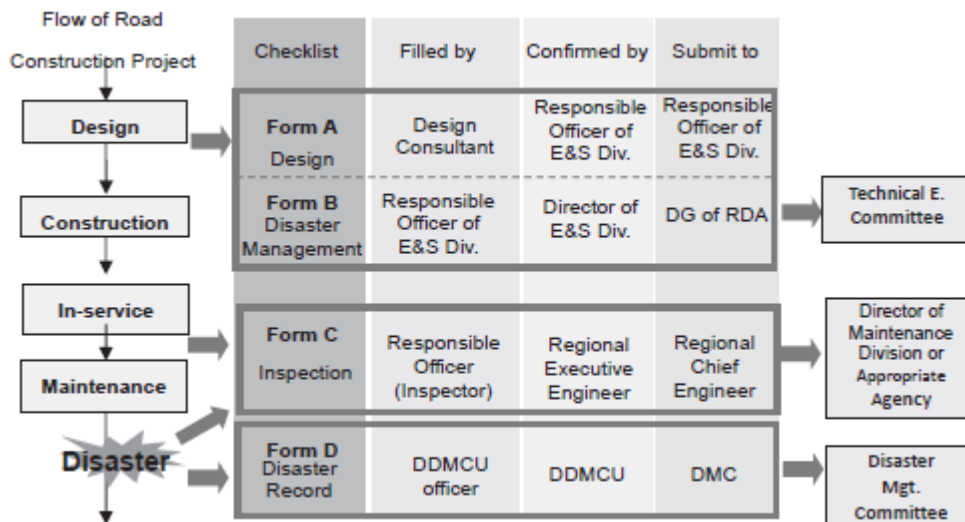 Flow of Road
Construction Project
Design
Construction
In-service
Maintenance
Disaster
Checklist
Filled by
Confirmed by
Submit to
Form A
Design
Design
Consultant
Responsible
Officer of
E&S Div.
Responsible
Officer of
E&S Div.
Form B
Disaster
Management
Responsible
Officer of
E&S Div.
Director of
E&S Div.
DG of RDA
Technical E.
Committee
Form C
Inspection
Responsible
Officer
(Inspector)
Regional
Executive
Engineer
Regional
Chief
Engineer
Director of
Maintenance
Division or
Appropriate
Agency
Form D
Disaster
Record
DDMCU
officer
DDMCU
DMC
Disaster
Mgt.
Committee